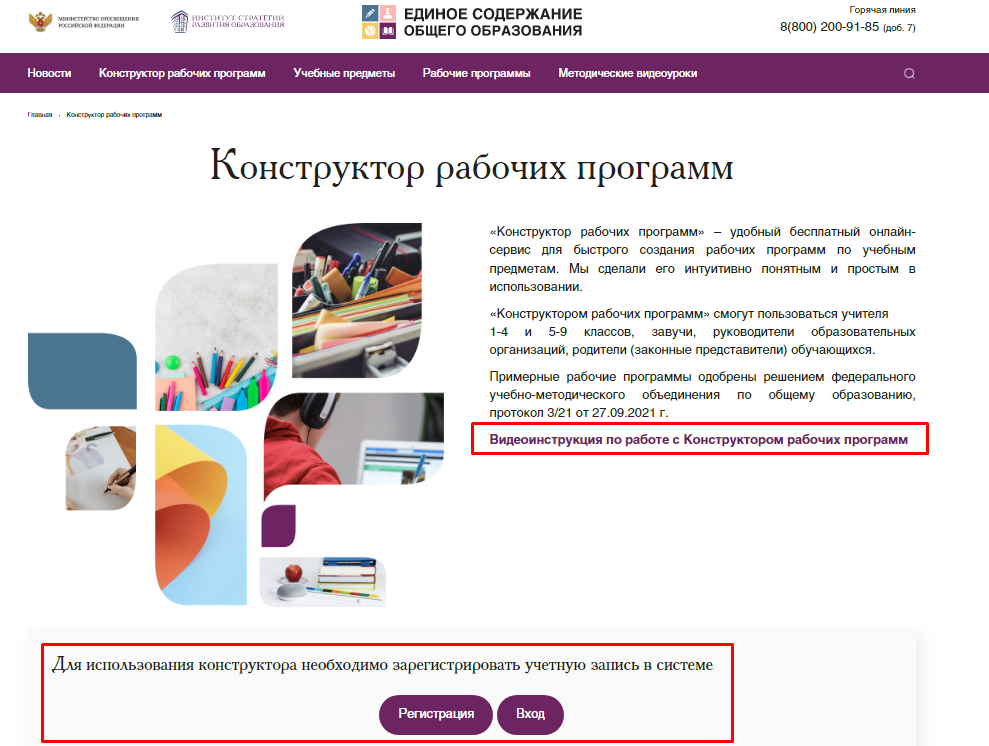 МИНИСТЕРСТВО ПРОСВЕЩЕНИЯ
РОССИЙСКОЙ ФЕДЕРАЦИИ
ИНСТИТУТ СТРАТЕГИИ
РАЗВИТИЯ ОБРАЗОВАНИЯ
ЕДИНОЕ СОДЕРЖАНИЕ
ОБЩЕГО ОБРАЗОВАНИЯ
Горячая линия
8(800) 200-91-85 (доб. 7)
Новости Конструктор рабочих программ Учебные предметы Рабочие программы Методические видеоуроки
Главная · Конструктор рабочих программ
Конструктор рабочих программ
«Конструктор рабочих программ» – удобный бесплатный онлайн-
сервис для быстрого создания рабочих программ по учебным
предметам. Мы сделали его интуитивно понятным и простым в
использовании.
«Конструктором рабочих программ» смогут пользоваться учителя
1-4 и 5-9 классов, завучи, руководители образовательных
организаций, родители (законные представители) обучающихся.
Примерные рабочие программы одобрены решением федерального
учебно-методического объединения по общему образованию,
протокол 3/21 от 27.09.2021 г.
Видеоинструкция по работе с Конструктором рабочих программ
Для использования конструктора необходимо зарегистрировать учетную запись в системе
Регистрация Вход